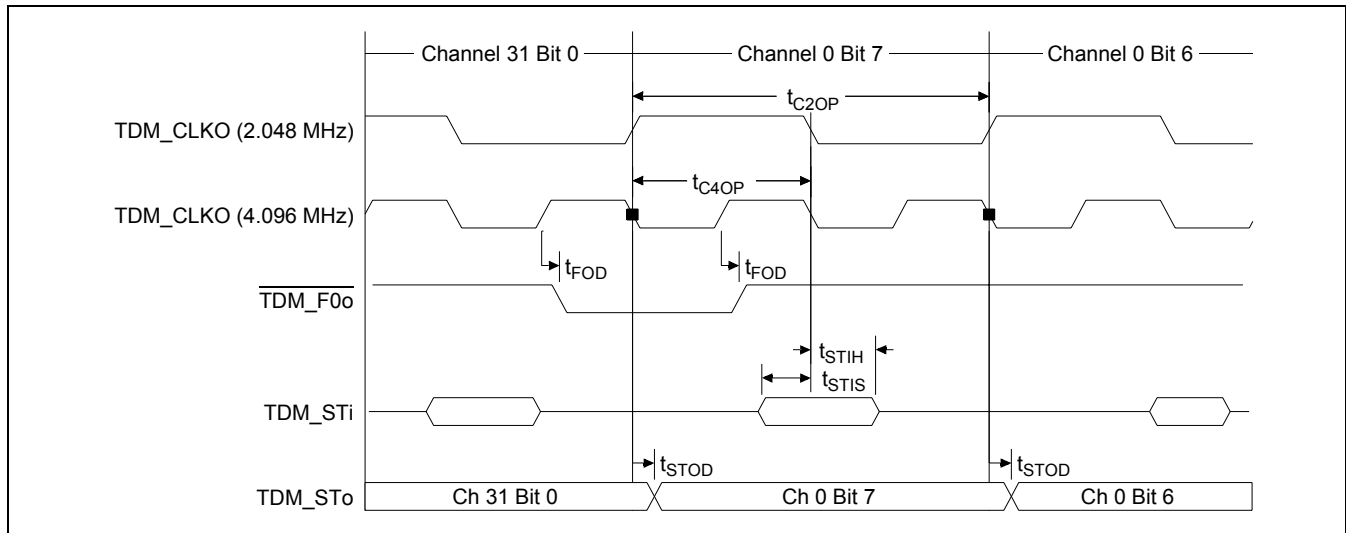 Channel 31 Bit 0 Channel 0 Bit 7 Channel 0 Bit 6
tC2OP
TDM_CLKO (2.048 MHz)
tC4OP
TDM_CLKO (4.096 MHz)
tFOD tFOD
TDM_F0o
tSTIH
tSTIS
TDM_STi
tSTOD tSTOD
TDM_STo Ch 31 Bit 0 Ch 0 Bit 7 Ch 0 Bit 6